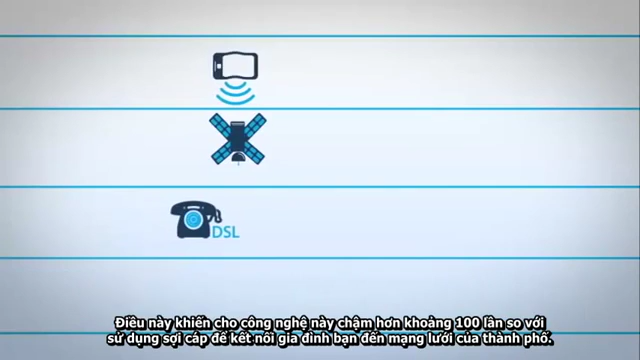 DSL
Điều này khiến cho công nghệ này chậm hơn khoảng 100 lần so với
sử dụng sợi cáp để kết nối gia đình bạn đến mạng lưới của thành phố.